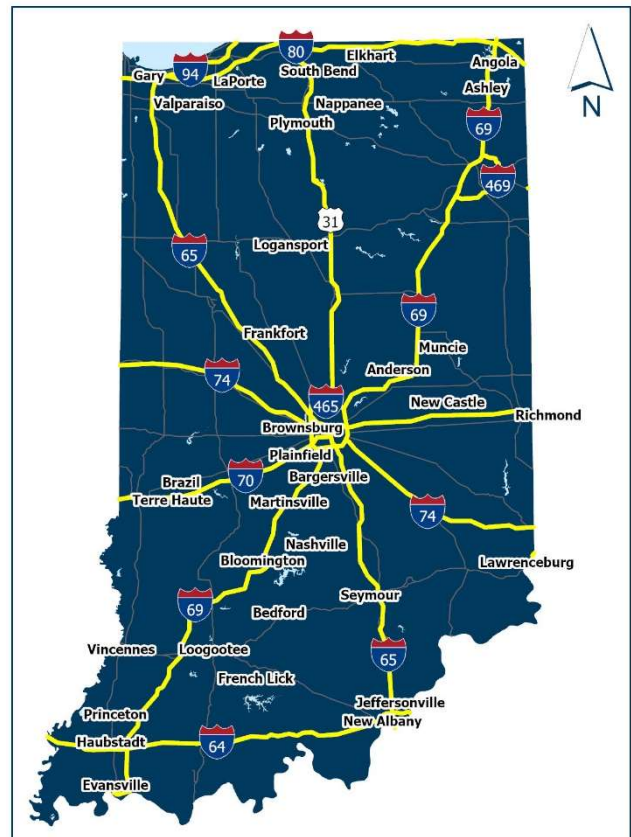 80
Elkhart
Angola
94
Gary
LaPorte
South Bend
Valparaiso
Nappanee
Ashley
Plymouth
N
69
469
31
Logansport
65
69
Frankfort
Muncie
74
Anderson
465
New Castle
Richmond
Brownsburg
Plainfield
70
Bargersville
Brazil
Terre Haute
Martinsville
74
Nashville
Bloomington
Lawrenceburg
69
Seymour
Bedford
Vincennes
Loogootee
65
French Lick
Jeffersonville
New Albany
Princeton
Haubstadt
64
Evansville